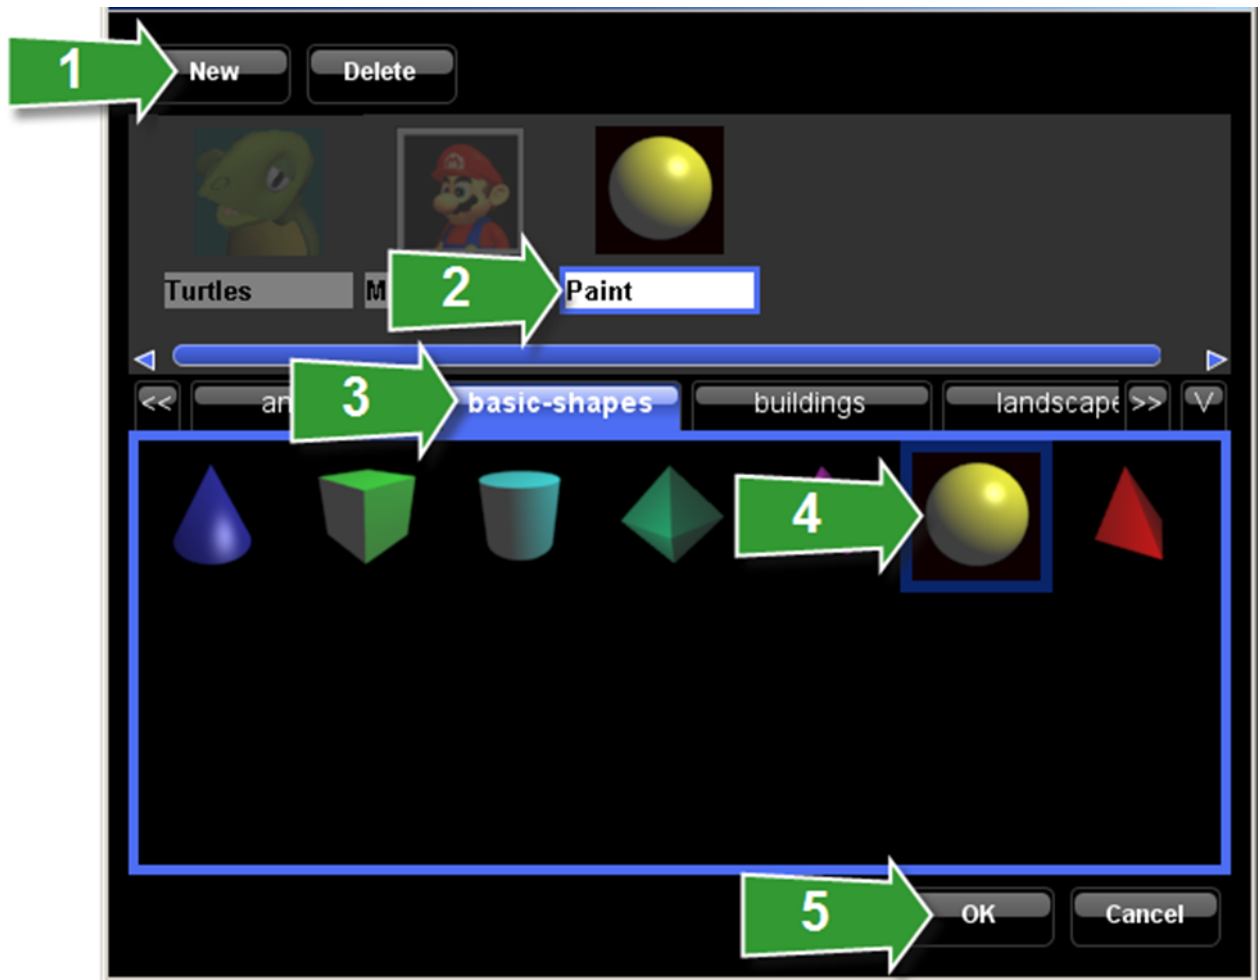 1 New Delete
Turtles M 2 Paint
<< an 3 basic-shapes buildings landscape >> V
4
5 OK Cancel